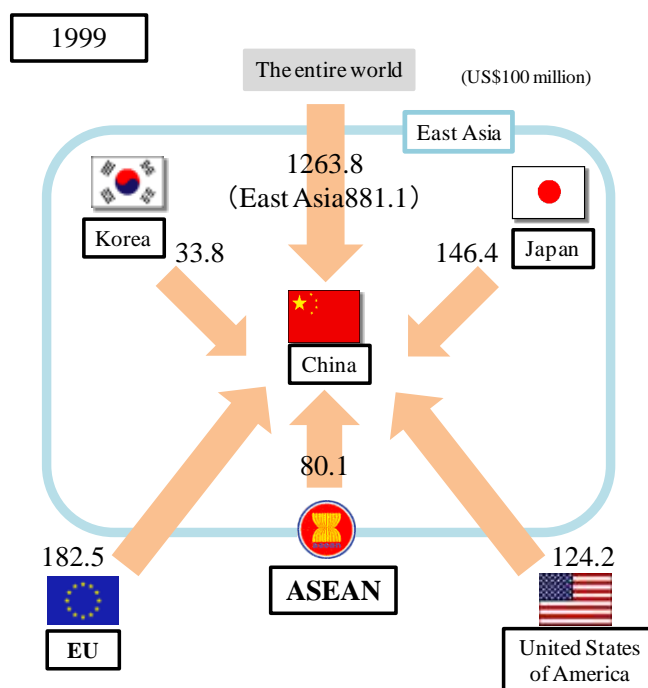 1999
The entire world
(US$100 million)
East Asia
1263.8
（East Asia881.1）
Korea
33.8
146.4
Japan
China
80.1
182.5
124.2
ASEAN
EU
United States
of America